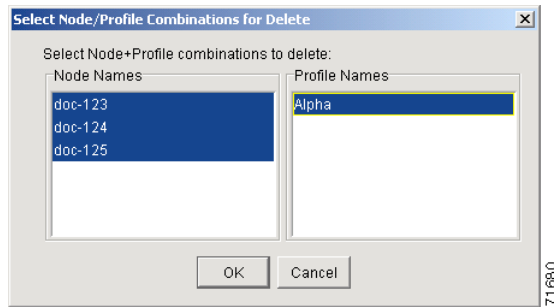 Select Node/Profile Combinations for Delete
Select Node+Profile combinations to delete:
Node Names
doc-123
doc-124
doc-125
Profile Names
Alpha
OK
Cancel
71680